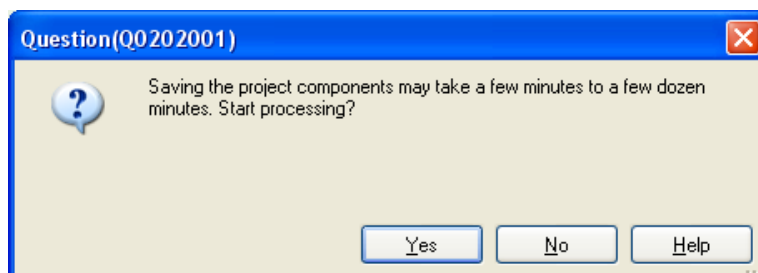 Question(Q0202001)
Saving the project components may take a few minutes to a few dozen
minutes. Start processing?
Yes
No
Help